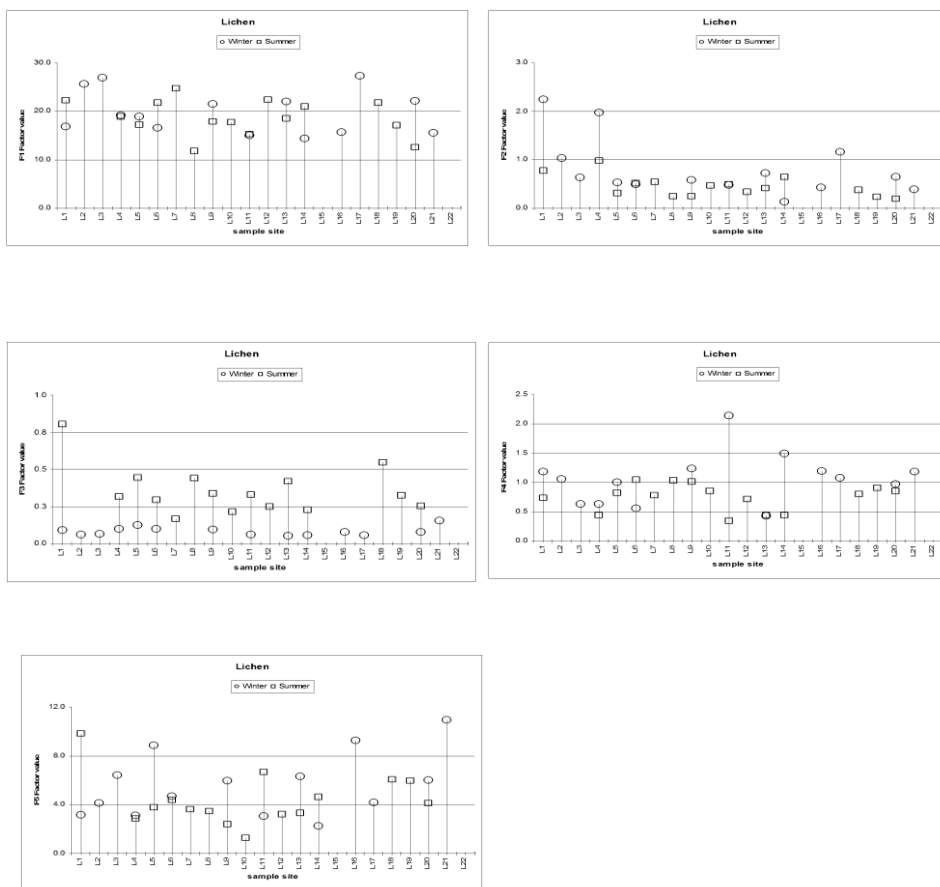 Lichen
Winter Summer
F1 Factor value
30.0
20.0
10.0
0.0
L1 L2 L3 L4 L5 L6 L7 L8 L9 L10 L11 L12 L13 L14 L15 L16 L17 L18 L19 L20 L21 L22
sample site
Lichen
Winter Summer
F2 Factor value
3.0
2.0
1.0
0.0
L1 L2 L3 L4 L5 L6 L7 L8 L9 L10 L11 L12 L13 L14 L15 L16 L17 L18 L19 L20 L21 L22
sample site
Lichen
Winter Summer
F3 Factor value
1.0
0.8
0.5
0.3
0.0
L1 L2 L3 L4 L5 L6 L7 L8 L9 L10 L11 L12 L13 L14 L15 L16 L17 L18 L19 L20 L21 L22
sample site
Lichen
Winter Summer
F4 Factor value
2.5
2.0
1.5
1.0
0.5
0.0
L1 L2 L3 L4 L5 L6 L7 L8 L9 L10 L11 L12 L13 L14 L15 L16 L17 L18 L19 L20 L21 L22
sample site
Lichen
Winter Summer
F5 Factor value
12.0
8.0
4.0
0.0
L1 L2 L3 L4 L5 L6 L7 L8 L9 L10 L11 L12 L13 L14 L15 L16 L17 L18 L19 L20 L21 L22
sample site